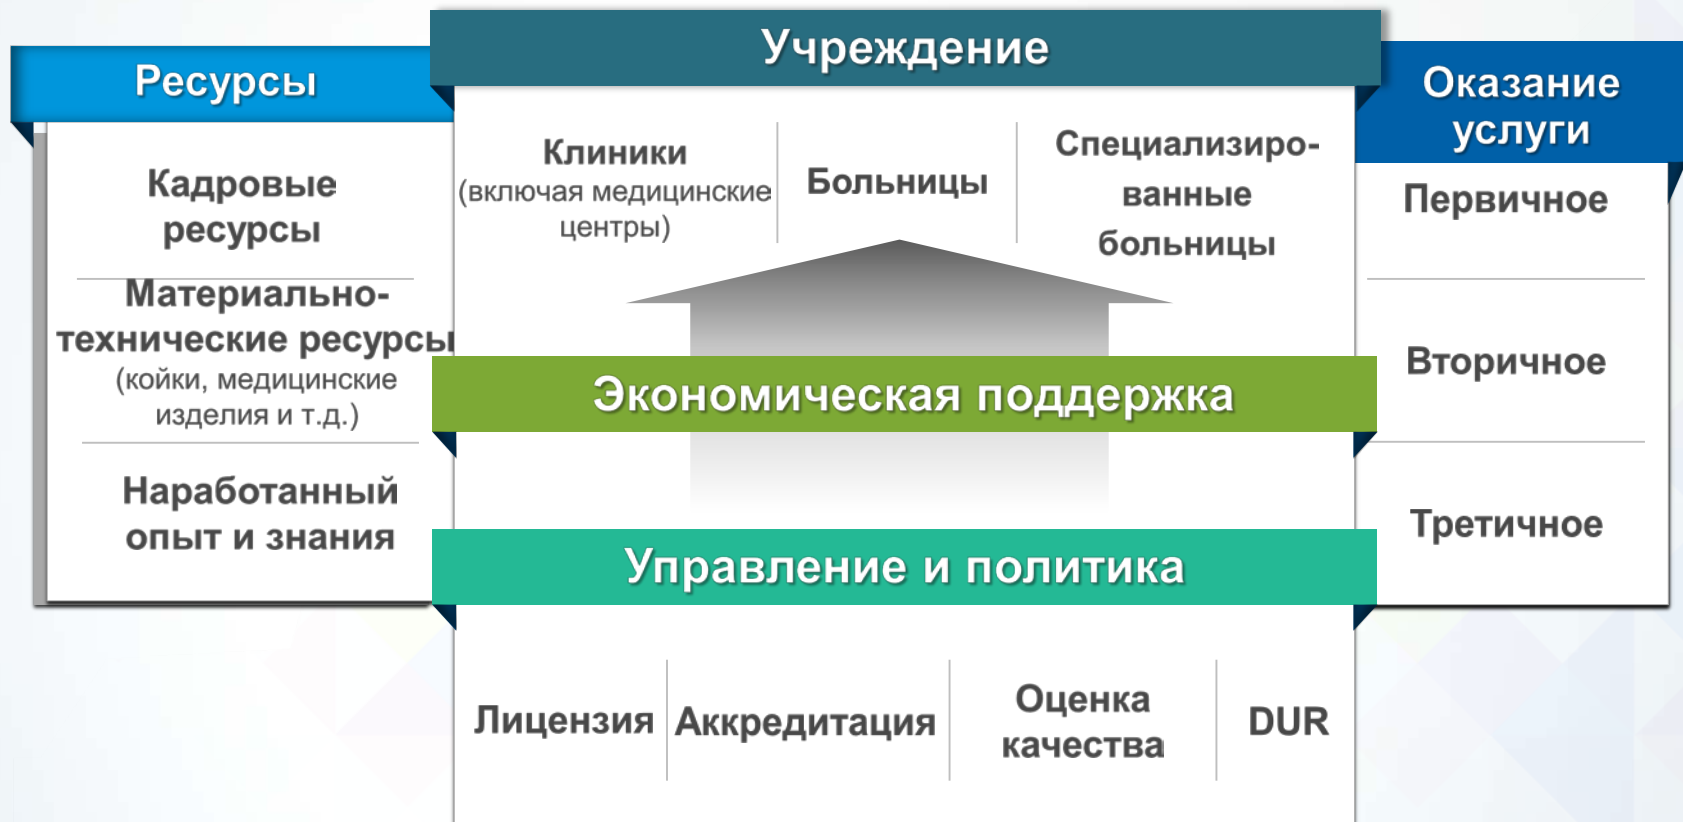 Ресурсы
Кадровые
ресурсы
Материально-
технические ресурсы
(койки, медицинские
изделия и т.д.)
Наработанный
опыт и знания
Учреждение
Клиники
(включая медицинские
центры)
Больницы
Специализиро-
ванные
больницы
Экономическая поддержка
Управление и политика
Лицензия
Аккредитация
Оценка
качества
DUR
Оказание
услуги
Первичное
Вторичное
Третичное